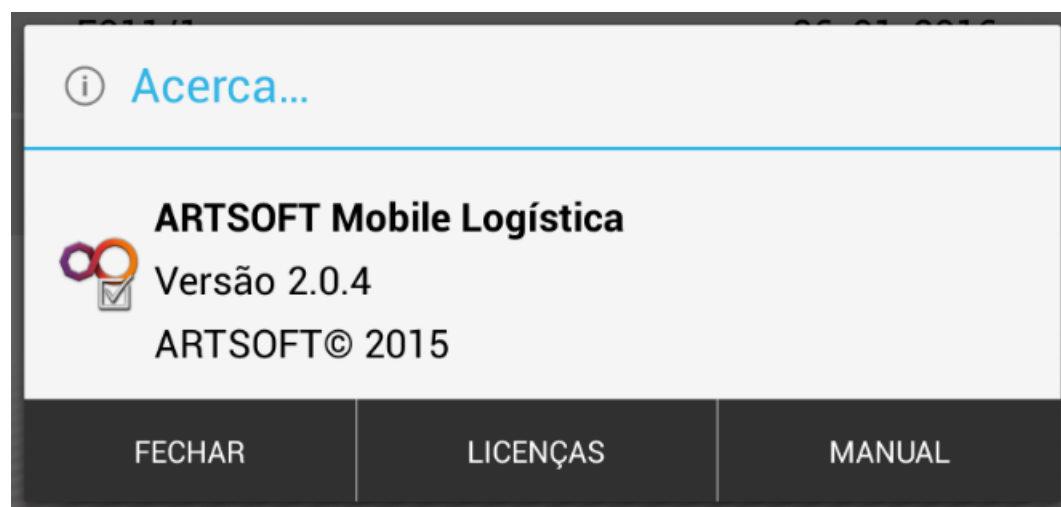 Acerca...
ARTSOFT Mobile Logística
Versão 2.0.4
ARTSOFT© 2015
FECHAR
LICENÇAS
MANUAL